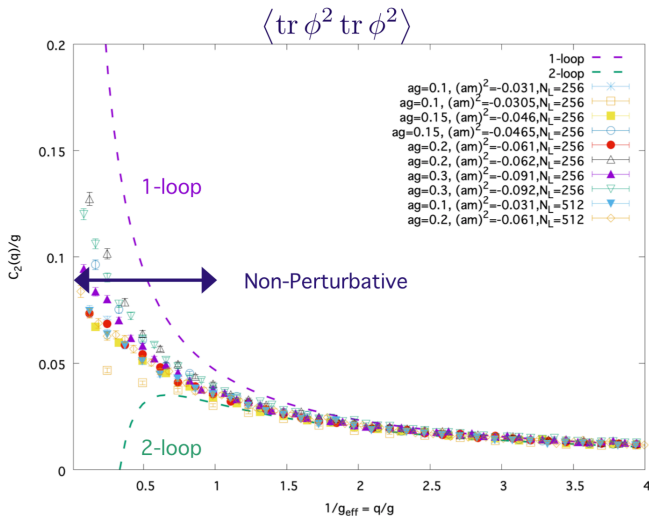 ⟨tr ϕ² tr ϕ²⟩
1-loop
2-loop
ag=0.1, (am)²=-0.031,N_L=256
ag=0.1, (am)²=-0.0305,N_L=256
ag=0.15, (am)²=-0.046,N_L=256
ag=0.15, (am)²=-0.0465,N_L=256
ag=0.2, (am)²=-0.061,N_L=256
ag=0.2, (am)²=-0.062,N_L=256
ag=0.3, (am)²=-0.091,N_L=256
ag=0.3, (am)²=-0.092,N_L=256
ag=0.1, (am)²=-0.031,N_L=512
ag=0.2, (am)²=-0.061,N_L=512
0.2
0.15
0.1
0.05
0
C₂(q)/g
1-loop
Non-Perturbative
2-loop
0.5 1 1.5 2 2.5 3 3.5 4
1/g_eff = q/g